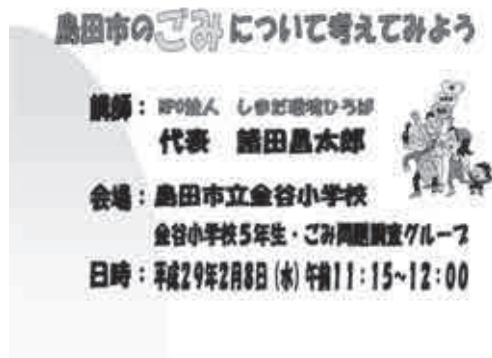 島田市のごみについて考えてみよう
講師：NPO法人 しまだ環境ひろば
代表 諸田昌太郎
会場：島田市立金谷小学校
金谷小学校5年生・ごみ問題調査グループ
日時：平成29年2月8日(水)午前11:15~12:00